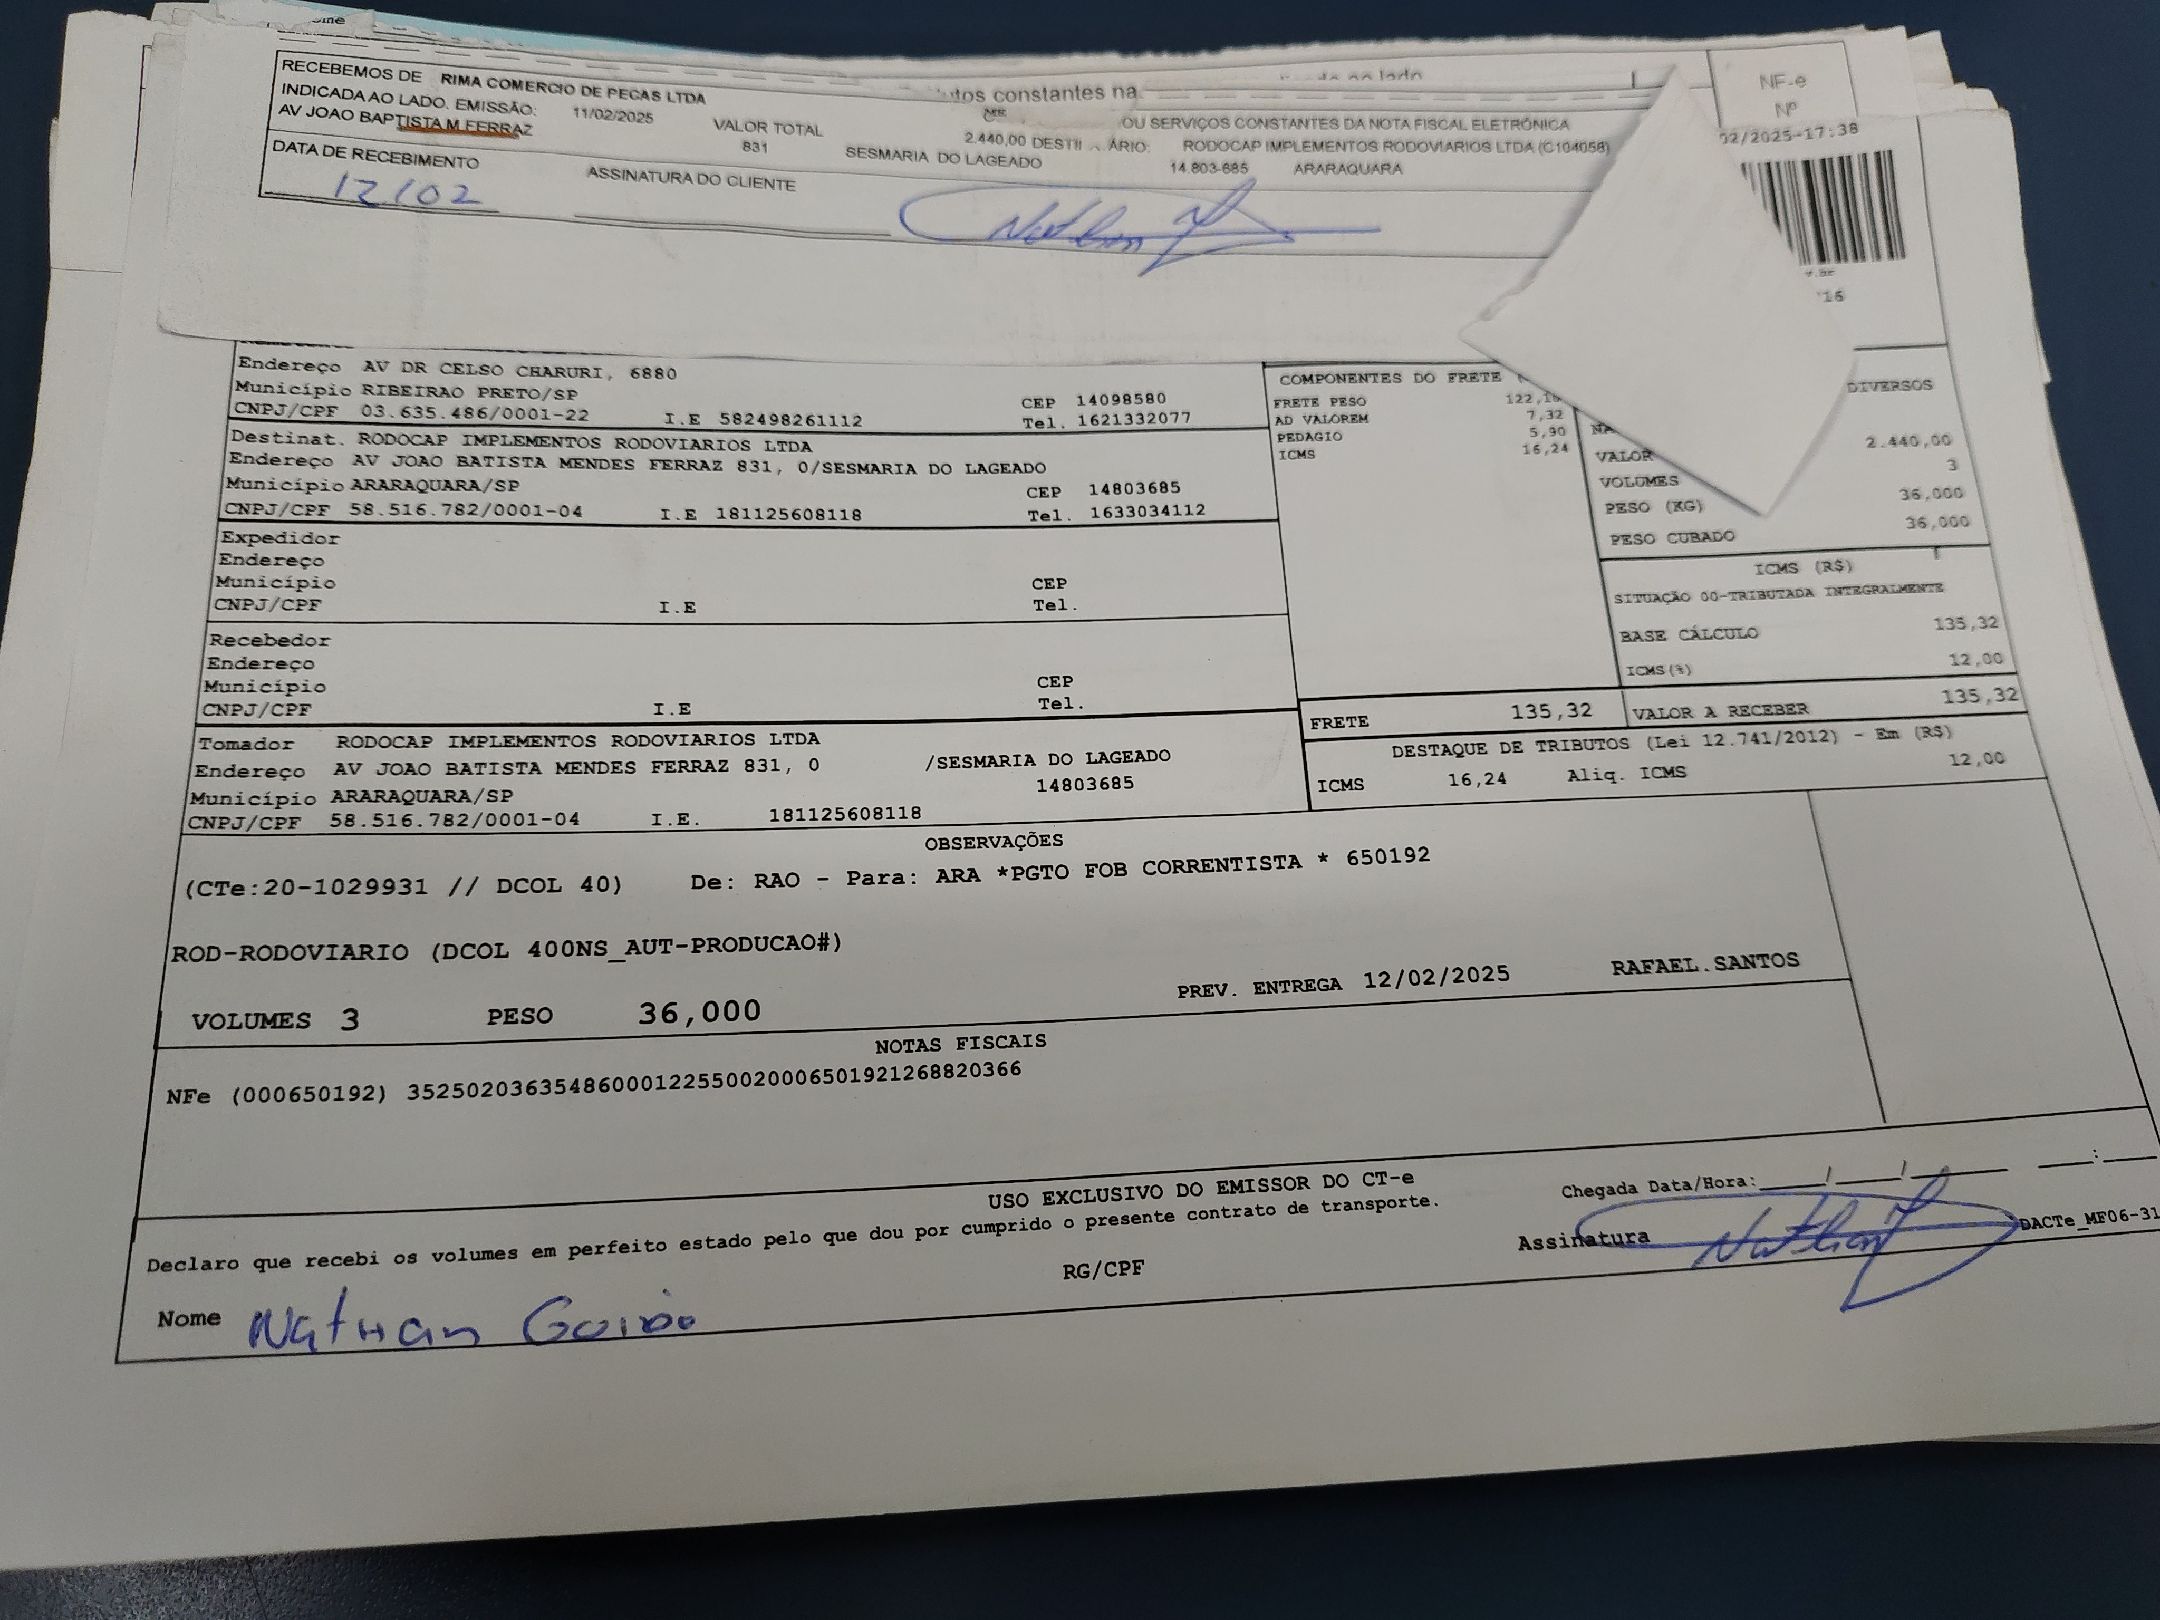 RECEBEMOS DE RIMA COMERCIO DE PECAS LTDA
INDICADA AO LADO. EMISSÃO: 11/02/2025 VALOR TOTAL 2.440,00
OU SERVIÇOS CONSTANTES DA NOTA FISCAL ELETRÔNICA
RODOCAP IMPLEMENTOS RODOVIARIOS LTDA (C104058)
AV JOAO BAPTISTA M.FERRAZ 831 SESMARIA DO LAGEADO 14.803-685 ARARAQUARA
DATA DE RECEBIMENTO ASSINATURA DO CLIENTE
12/02
constantes na
NF-e
Nº
02/2025-17:38
Endereço AV DR CELSO CHARURI, 6880
Município RIBEIRAO PRETO/SP CEP 14098580
CNPJ/CPF 03.635.486/0001-22 I.E 582498261112 Tel. 1621332077
Destinat. RODOCAP IMPLEMENTOS RODOVIARIOS LTDA
Endereço AV JOAO BATISTA MENDES FERRAZ 831, 0/SESMARIA DO LAGEADO
Município ARARAQUARA/SP CEP 14803685
CNPJ/CPF 58.516.782/0001-04 I.E 181125608118 Tel. 1633034112
Expedidor
Endereço
Município CEP
CNPJ/CPF I.E Tel.
Recebedor
Endereço
Município CEP
CNPJ/CPF I.E Tel.
Tomador RODOCAP IMPLEMENTOS RODOVIARIOS LTDA
Endereço AV JOAO BATISTA MENDES FERRAZ 831, 0 /SESMARIA DO LAGEADO
Município ARARAQUARA/SP 14803685
CNPJ/CPF 58.516.782/0001-04 I.E. 181125608118
COMPONENTES DO FRETE
FRETE PESO
AD VALOREM 7,32
PEDAGIO 5,90
ICMS 16,24
DIVERSOS
VALOR 2.440,00
VOLUMES 3
PESO (KG) 36,000
PESO CUBADO 36,000
ICMS (R$)
SITUAÇÃO 00-TRIBUTADA INTEGRALMENTE
BASE CÁLCULO 135,32
ICMS(%) 12,00
FRETE 135,32 VALOR A RECEBER 135,32
DESTAQUE DE TRIBUTOS (Lei 12.741/2012) - Em (R$)
ICMS 16,24 Aliq. ICMS 12,00
OBSERVAÇÕES
(CTe:20-1029931 // DCOL 40) De: RAO - Para: ARA *PGTO FOB CORRENTISTA * 650192
ROD-RODOVIARIO (DCOL 400NS_AUT-PRODUCAO#)
VOLUMES 3 PESO 36,000 PREV. ENTREGA 12/02/2025 RAFAEL.SANTOS
NOTAS FISCAIS
NFe (000650192) 35250203635486000122550020006501921268820366
USO EXCLUSIVO DO EMISSOR DO CT-e
Declaro que recebi os volumes em perfeito estado pelo que dou por cumprido o presente contrato de transporte.
Chegada Data/Hora:____/____/____ ___:___
Nome Nathan RG/CPF Assinatura Nathan DACTe_MF06-31